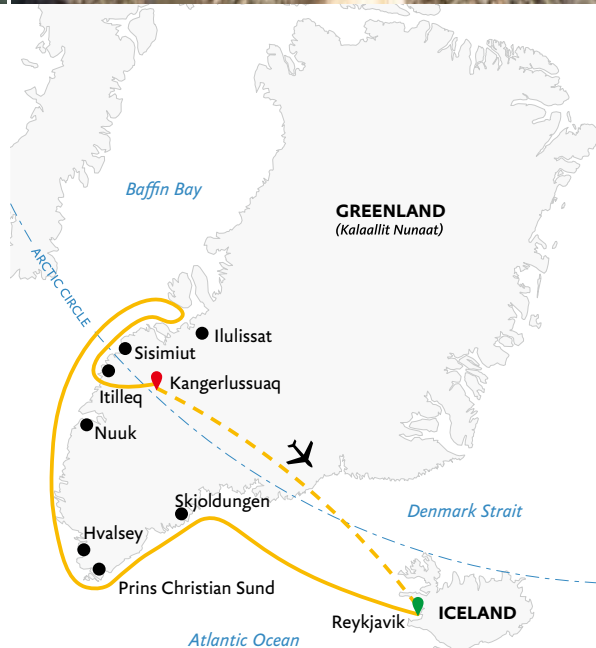 Baffin Bay
GREENLAND
(Kalaallit Nunaat)
ARCTIC CIRCLE
Ilulissat
Sisimiut
Kangerlussuaq
Itilleq
Nuuk
Skjoldungen
Denmark Strait
Hvalsey
Prins Christian Sund
Reykjavik
ICELAND
Atlantic Ocean